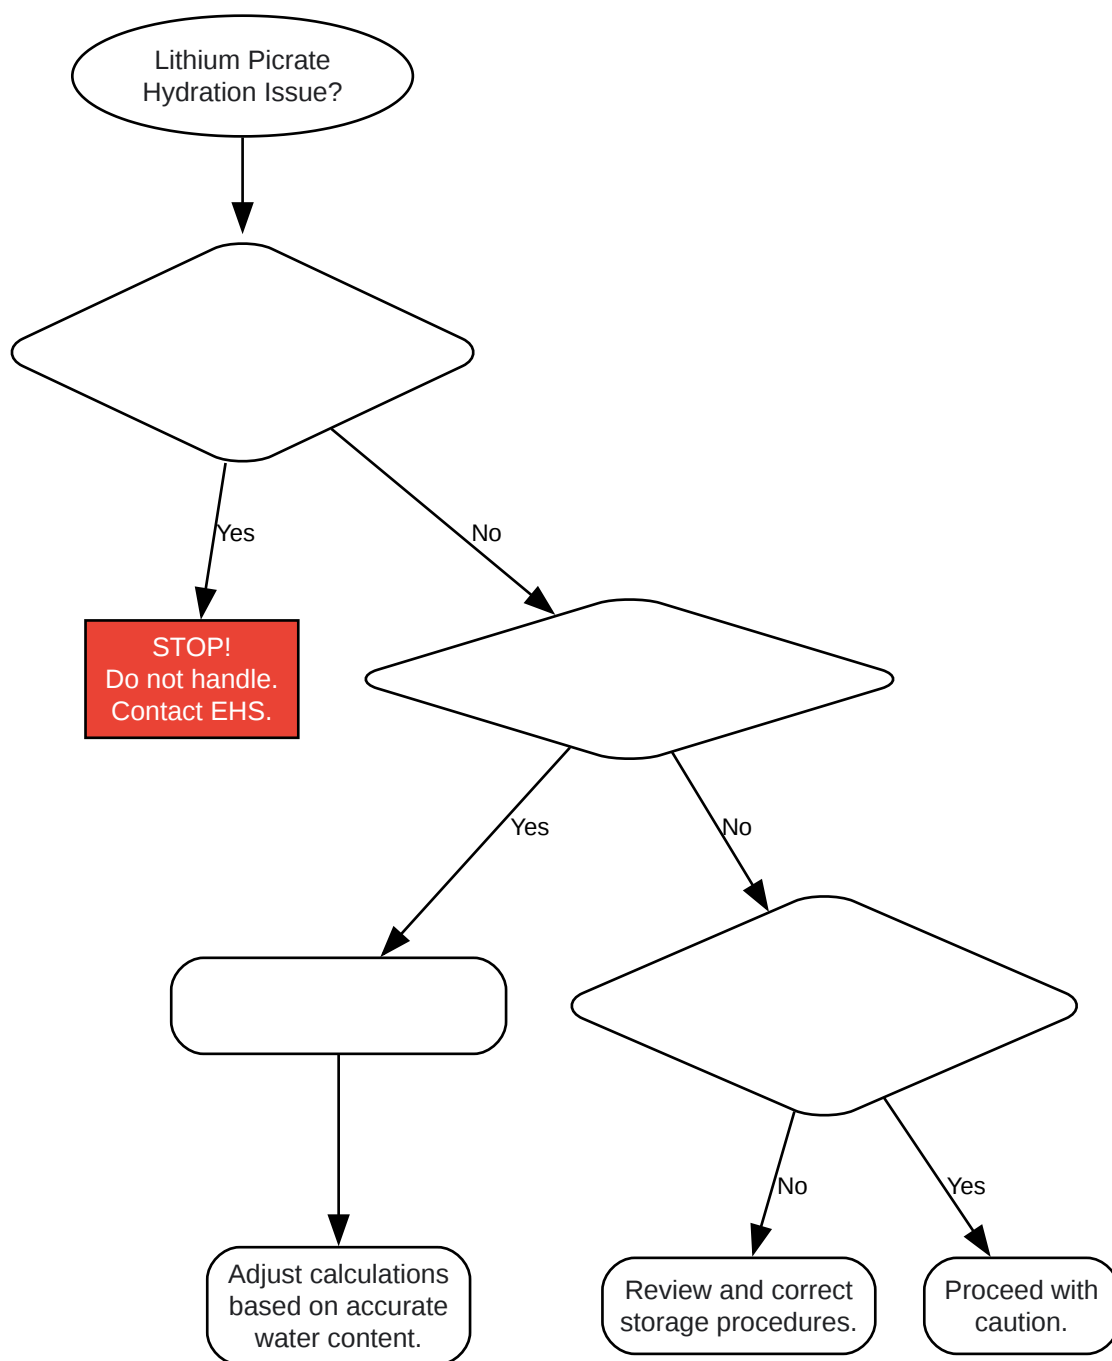 Lithium Picrate
Hydration Issue?
Yes
No
STOP!
Do not handle.
Contact EHS.
Yes
No
No
Yes
Adjust calculations
based on accurate
water content.
Review and correct
storage procedures.
Proceed with
caution.